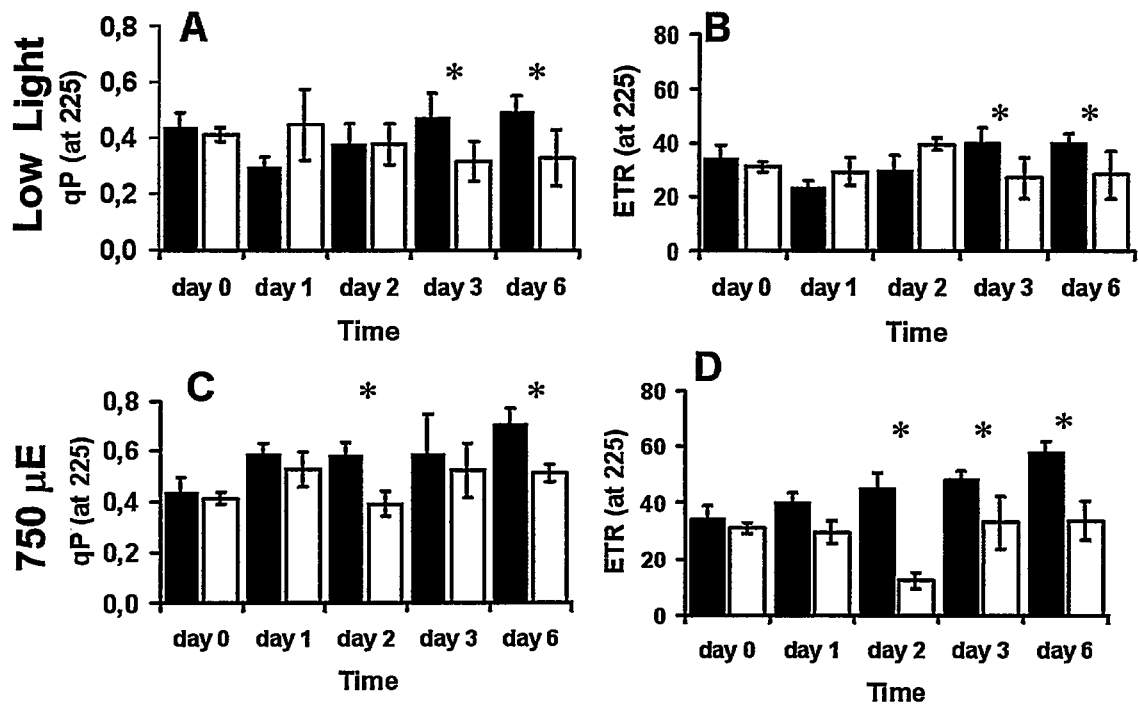 Low Light
A
qP (at 225)
0,8
0,6
0,4
0,2
0,0
* *
day 0 day 1 day 2 day 3 day 6
Time
B
ETR (at 225)
80
60
40
20
0
* *
day 0 day 1 day 2 day 3 day 6
Time
750 µE
C
qP (at 225)
0,8
0,6
0,4
0,2
0,0
* *
day 0 day 1 day 2 day 3 day 6
Time
D
ETR (at 225)
80
60
40
20
0
* * *
day 0 day 1 day 2 day 3 day 6
Time